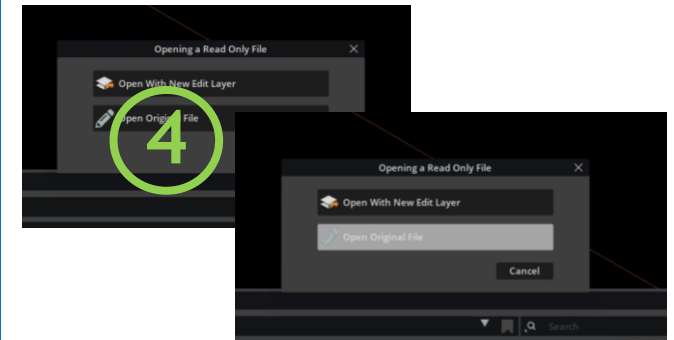 Opening a Read Only File
Open With New Edit Layer
Open Original File
4
Opening a Read Only File
Open With New Edit Layer
Open Original File
Cancel
Search